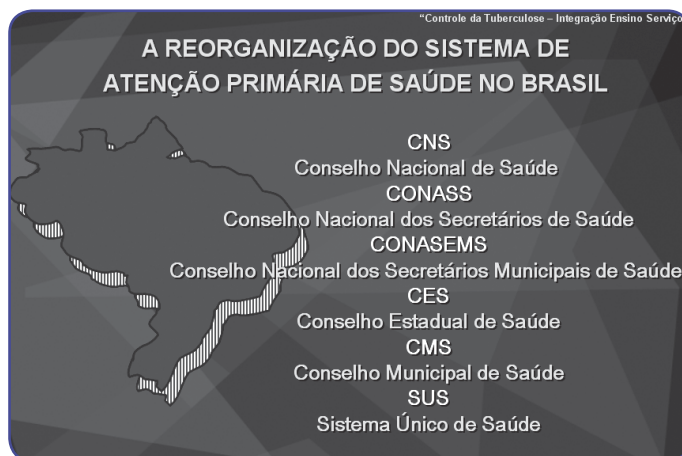 “Controle da Tuberculose – Integração Ensino Serviço
A REORGANIZAÇÃO DO SISTEMA DE
ATENÇÃO PRIMÁRIA DE SAÚDE NO BRASIL
CNS
Conselho Nacional de Saúde
CONASS
Conselho Nacional dos Secretários de Saúde
CONASEMS
Conselho Nacional dos Secretários Municipais de Saúde
CES
Conselho Estadual de Saúde
CMS
Conselho Municipal de Saúde
SUS
Sistema Único de Saúde